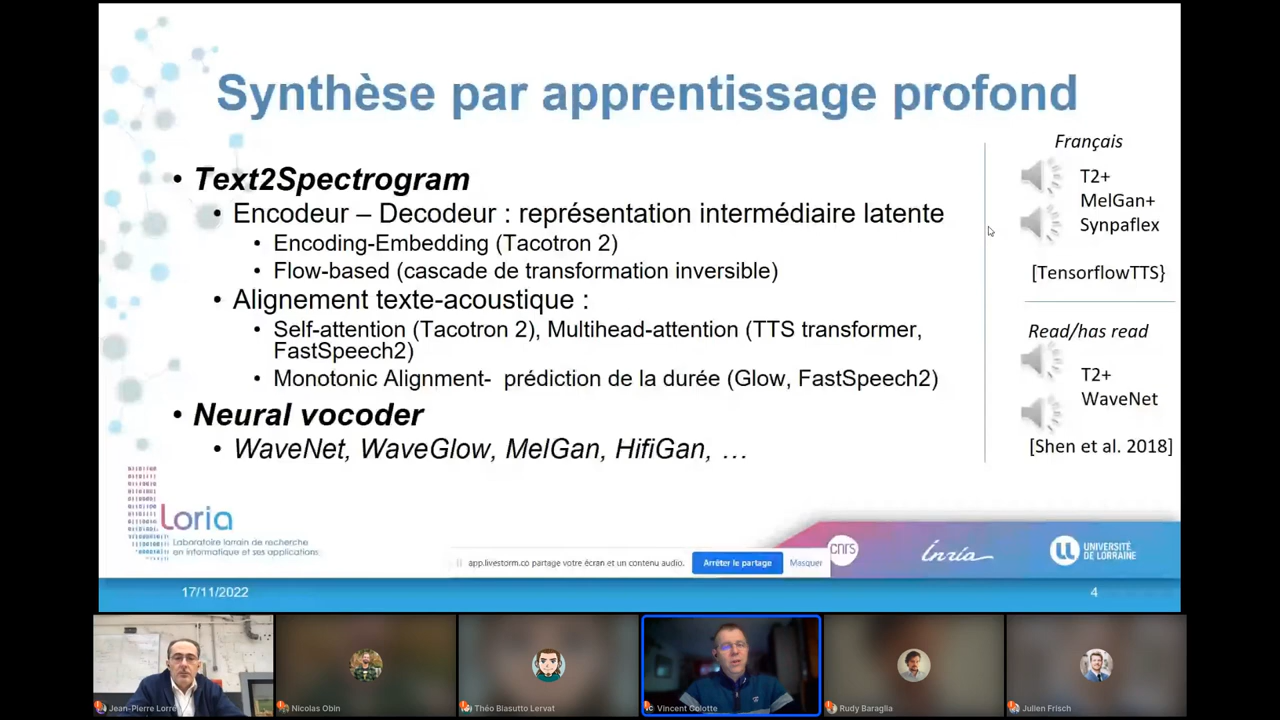 Synthèse par apprentissage profond
• Text2Spectrogram
• Encodeur – Decodeur : représentation intermédiaire latente
• Encoding-Embedding (Tacotron 2)
• Flow-based (cascade de transformation inversible)
• Alignement texte-acoustique :
• Self-attention (Tacotron 2), Multihead-attention (TTS transformer,
FastSpeech2)
• Monotonic Alignment- prédiction de la durée (Glow, FastSpeech2)
• Neural vocoder
• WaveNet, WaveGlow, MelGan, HifiGan, …
Français
T2+
MelGan+
Synpaflex
[TensorflowTTS}
Read/has read
T2+
WaveNet
[Shen et al. 2018]
Loria
Laboratoire lorrain de recherche
en informatique et ses applications
app.livestorm.co partage votre écran et un contenu audio.
Arrêter le partage
Masquer
cnrs
Inria
UNIVERSITÉ
DE LORRAINE
17/11/2022
4
Jean-Pierre Lorré
Nicolas Obin
Théo Biasutto Lervat
Vincent Colotte
Rudy Baraglia
Julien Frisch